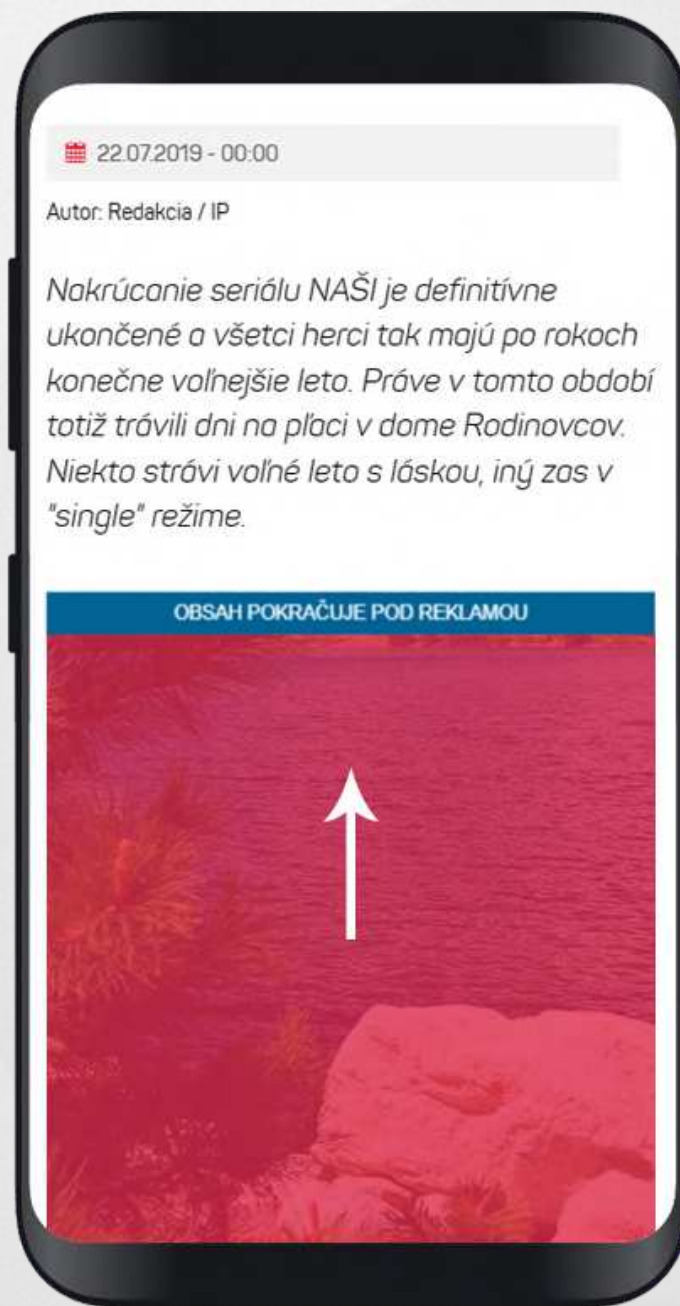 22.07.2019 - 00:00
Autor: Redakcia / IP
Nakrúcanie seriálu NAŠI je definitívne
ukončené a všetci herci tak majú po rokoch
konečne voľnejšie leto. Práve v tomto období
totiž trávili dni na pľaci v dome Rodinovcov.
Niekto strávi voľné leto s láskou, iný zas v
"single" režime.
OBSAH POKRAČUJE POD REKLAMOU